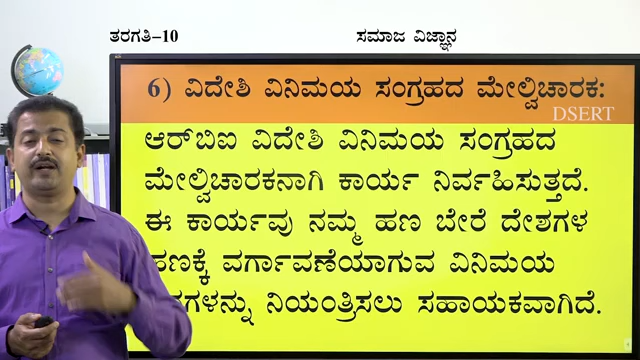 ತರಗತಿ-10 ಸಮಾಜ ವಿಜ್ಞಾನ
6) ವಿದೇಶಿ ವಿನಿಮಯ ಸಂಗ್ರಹದ ಮೇಲ್ವಿಚಾರಕ:
DSERT
ಆರ್‌ಬಿಐ ವಿದೇಶಿ ವಿನಿಮಯ ಸಂಗ್ರಹದ
ಮೇಲ್ವಿಚಾರಕನಾಗಿ ಕಾರ್ಯ ನಿರ್ವಹಿಸುತ್ತದೆ.
ಈ ಕಾರ್ಯವು ನಮ್ಮ ಹಣ ಬೇರೆ ದೇಶಗಳ
ಹಣಕ್ಕೆ ವರ್ಗಾವಣೆಯಾಗುವ ವಿನಿಮಯ
ಗಳನ್ನು ನಿಯಂತ್ರಿಸಲು ಸಹಾಯಕವಾಗಿದೆ.